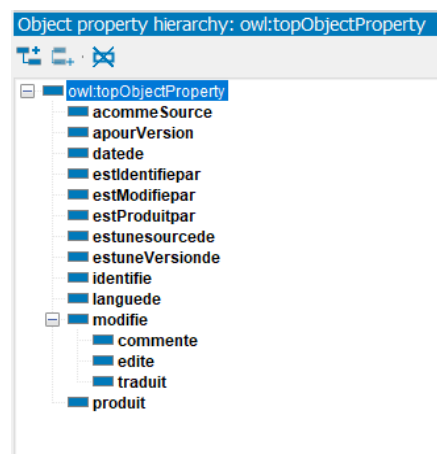 Object property hierarchy: owl:topObjectProperty
owl:topObjectProperty
acommeSource
apourVersion
datede
estIdentifiepar
estModifiepar
estProduitpar
estunesourcede
estuneVersionde
identifie
languede
modifie
commente
edite
traduit
produit